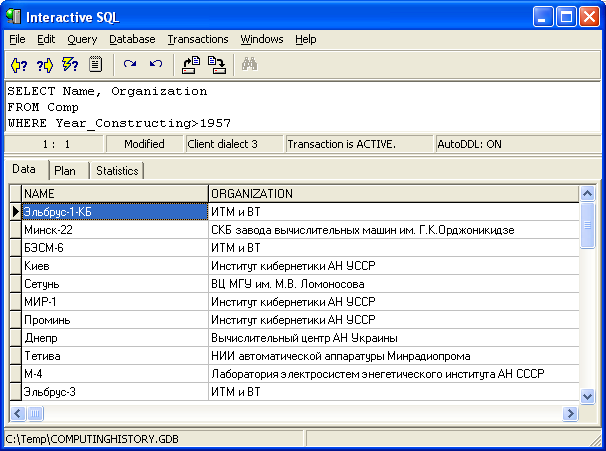 Interactive SQL
File Edit Query Database Transactions Windows Help
SELECT Name, Organization
FROM Comp
WHERE Year_Constructing>1957
1 : 1 Modified Client dialect 3 Transaction is ACTIVE. AutoDDL: ON
Data Plan Statistics
NAME ORGANIZATION
Эльбрус-1-КБ ИТМ и ВТ
Минск-22 СКБ завода вычислительных машин им. Г.К.Орджоникидзе
БЭСМ-6 ИТМ и ВТ
Киев Институт кибернетики АН УССР
Сетунь ВЦ МГУ им. М.В. Ломоносова
МИР-1 Институт кибернетики АН УССР
Проминь Институт кибернетики АН УССР
Днепр Вычислительный центр АН Украины
Тетива НИИ автоматической аппаратуры Минрадиопрома
М-4 Лаборатория электросистем энегетического института АН СССР
Эльбрус-3 ИТМ и ВТ
C:\Temp\COMPUTINGHISTORY.GDB